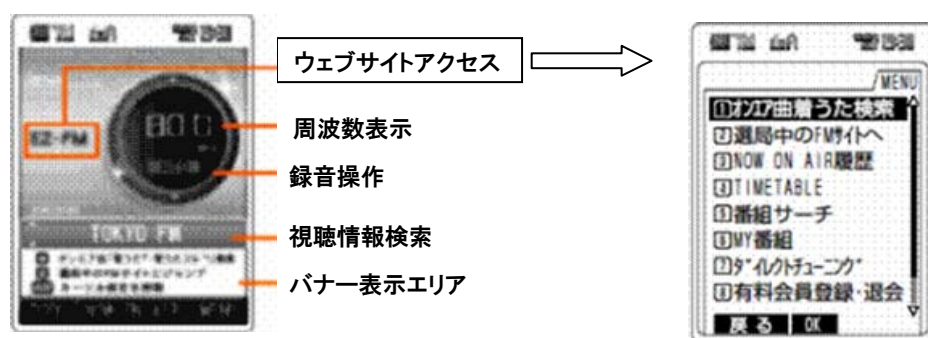 ウェブサイトアクセス
周波数表示
録音操作
視聴情報検索
バナー表示エリア
EZ-FM
80.0
TOKYO FM
MENU
1オンエア曲着うた検索
2選局中のFMサイトへ
3NOW ON AIR履歴
4TIMETABLE
5番組サーチ
6MY番組
7ダイレクトチューニング
8有料会員登録・退会
戻る OK